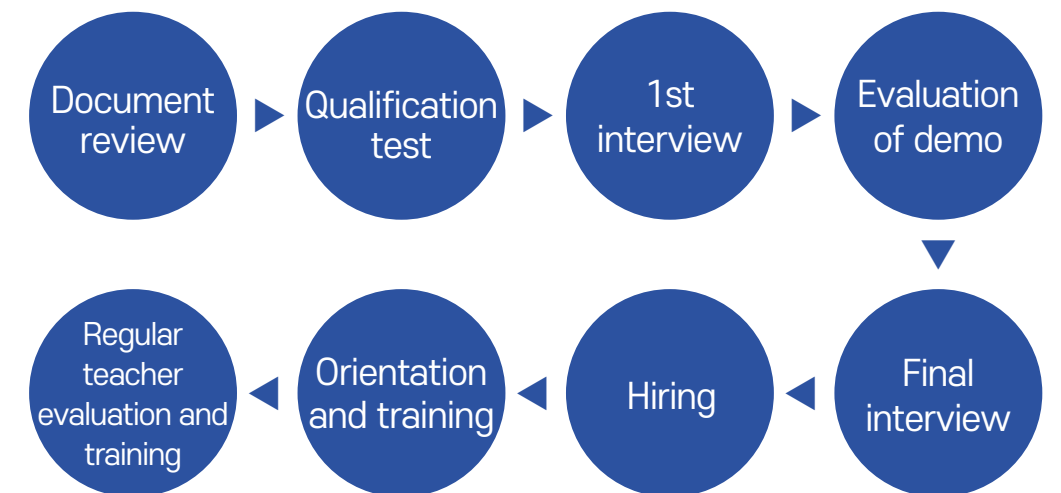 Document
review
Qualification
test
1st
interview
Evaluation
of demo
Final
interview
Hiring
Orientation
and training
Regular
teacher
evaluation and
training